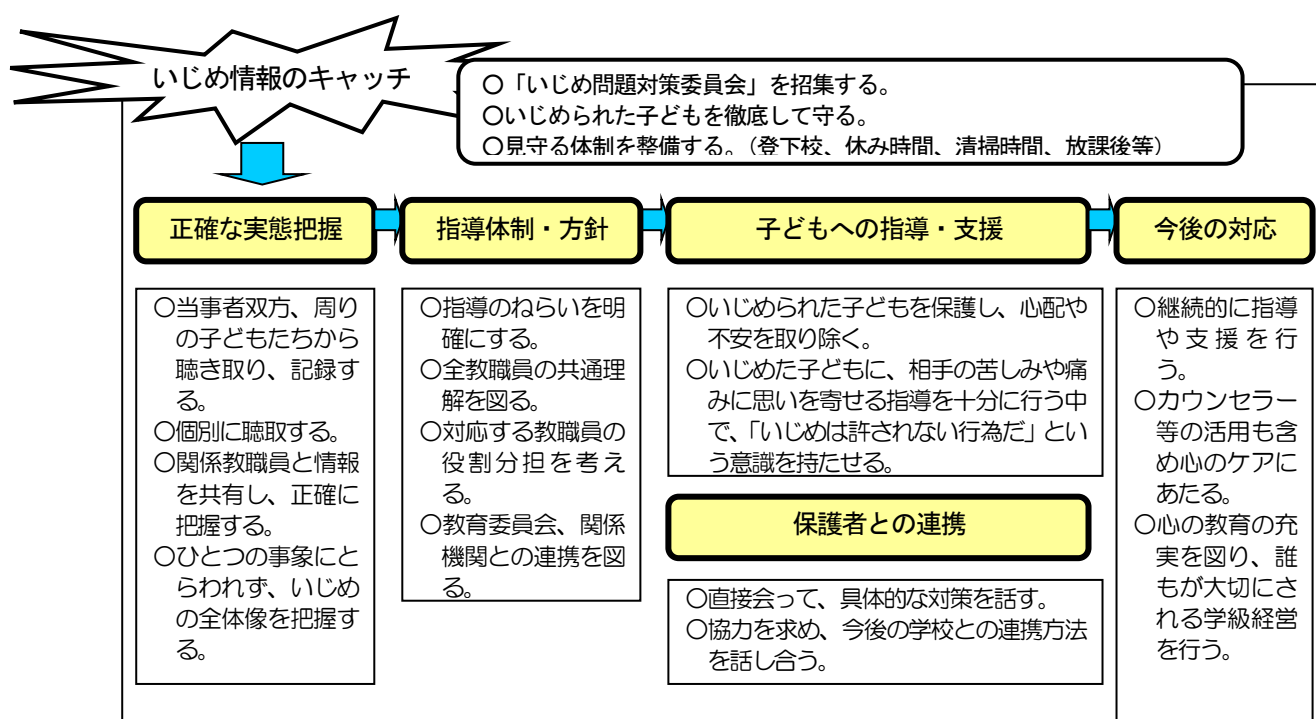 いじめ情報のキャッチ
○「いじめ問題対策委員会」を招集する。
○いじめられた子どもを徹底して守る。
○見守る体制を整備する。(登下校、休み時間、清掃時間、放課後等)
正確な実態把握
○当事者双方、周り
の子どもたちから
聴き取り、記録す
る。
○個別に聴取する。
○関係教職員と情報
を共有し、正確に
把握する。
○ひとつの事象にと
らわれず、いじめ
の全体像を把握す
る。
指導体制・方針
○指導のねらいを明
確にする。
○全教職員の共通理
解を図る。
○対応する教職員の
役割分担を考え
る。
○教育委員会、関係
機関との連携を図
る。
子どもへの指導・支援
○いじめられた子どもを保護し、心配や
不安を取り除く。
○いじめた子どもに、相手の苦しみや痛
みに思いを寄せる指導を十分に行う中
で、「いじめは許されない行為だ」とい
う意識を持たせる。
保護者との連携
○直接会って、具体的な対策を話す。
○協力を求め、今後の学校との連携方法
を話し合う。
今後の対応
○継続的に指導
や支援を行
う。
○カウンセラー
等の活用も含
め心のケアに
あたる。
○心の教育の充
実を図り、誰
もが大切にさ
れる学級経営
を行う。